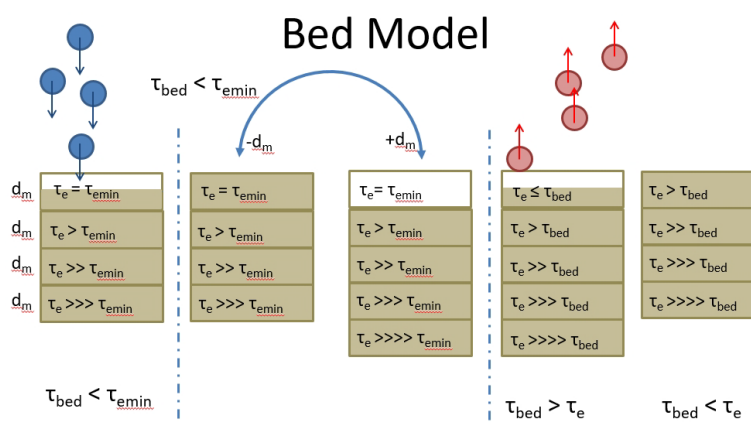 Bed Model
τbed < τemin
-dm
+dm
dm
τe = τemin
dm
τe > τemin
dm
τe >> τemin
dm
τe >>> τemin
τbed < τemin
τe = τemin
τe > τemin
τe >> τemin
τe >>> τemin
τe= τemin
τe > τemin
τe >> τemin
τe >>> τemin
τe >>>> τemin
τe ≤ τbed
τe > τbed
τe >> τbed
τe >>> τbed
τe >>>> τbed
τbed > τe
τe > τbed
τe >> τbed
τe >>> τbed
τe >>>> τbed
τbed < τe